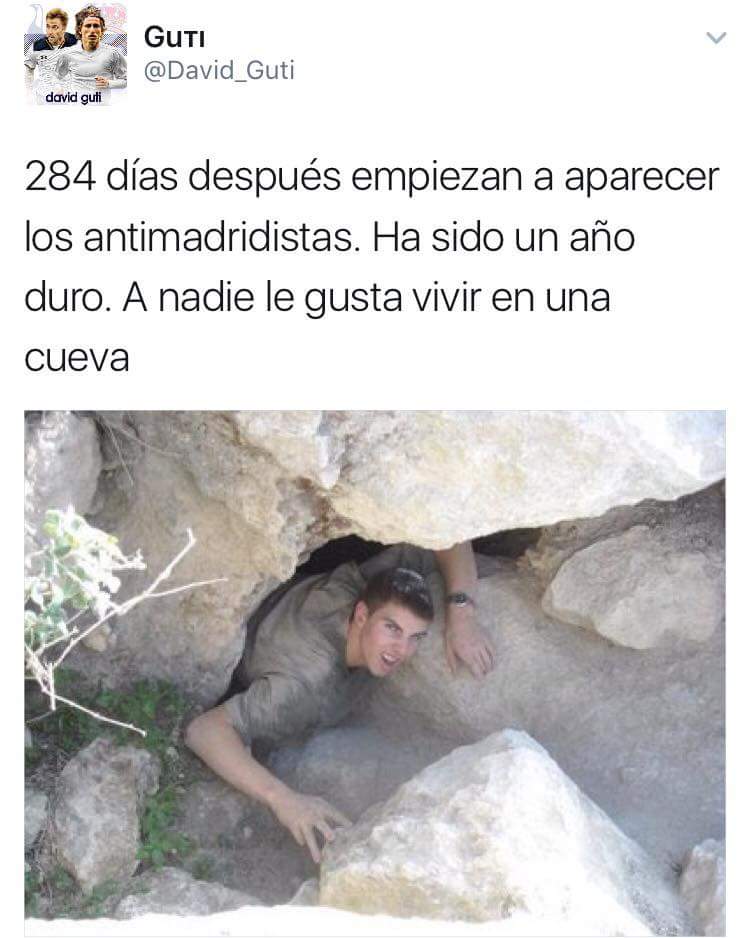 Guti
@David_Guti
david guti
284 días después empiezan a aparecer
los antimadridistas. Ha sido un año
duro. A nadie le gusta vivir en una
cueva